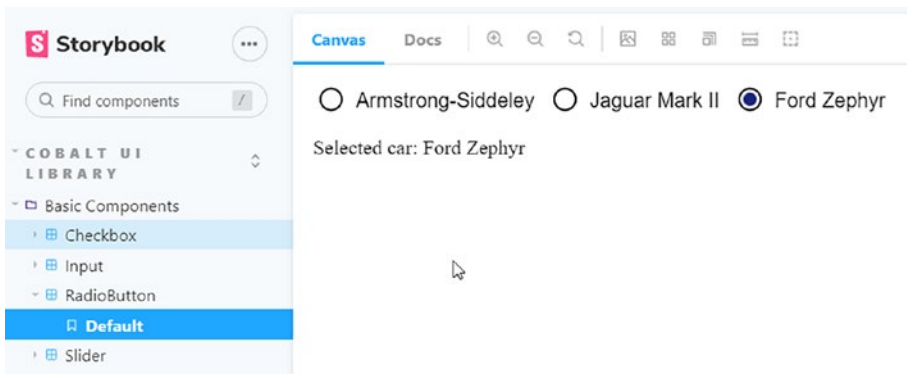 Storybook
Find components
/
COBALT UI
LIBRARY
Basic Components
Checkbox
Input
RadioButton
Default
Slider
Canvas Docs
Armstrong-Siddeley Jaguar Mark II Ford Zephyr
Selected car: Ford Zephyr